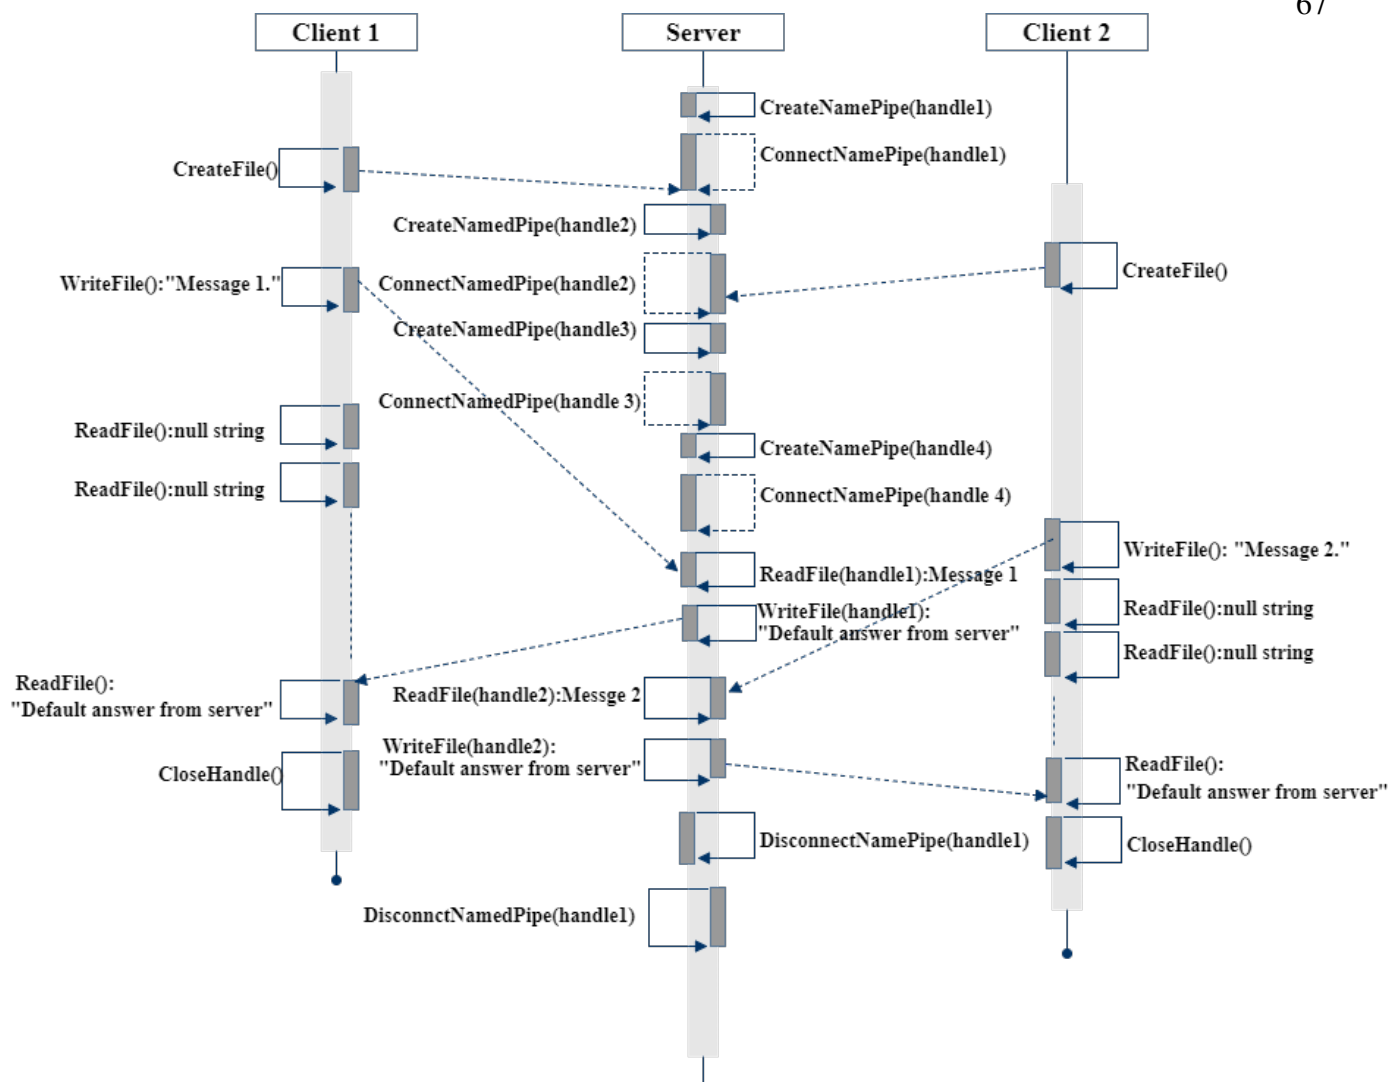 67
Client 1
Server
Client 2
CreateNamePipe(handle1)
ConnectNamePipe(handle1)
CreateFile()
CreateNamedPipe(handle2)
CreateFile()
WriteFile():"Message 1."
ConnectNamedPipe(handle2)
CreateNamedPipe(handle3)
ConnectNamedPipe(handle 3)
ReadFile():null string
CreateNamePipe(handle4)
ReadFile():null string
ConnectNamePipe(handle 4)
WriteFile(): "Message 2."
ReadFile(handle1):Message 1
ReadFile():null string
WriteFile(handle1):
"Default answer from server"
ReadFile():null string
ReadFile():
"Default answer from server"
ReadFile(handle2):Messge 2
WriteFile(handle2):
"Default answer from server"
ReadFile():
"Default answer from server"
CloseHandle()
DisconnectNamePipe(handle1)
CloseHandle()
DisconnctNamedPipe(handle1)